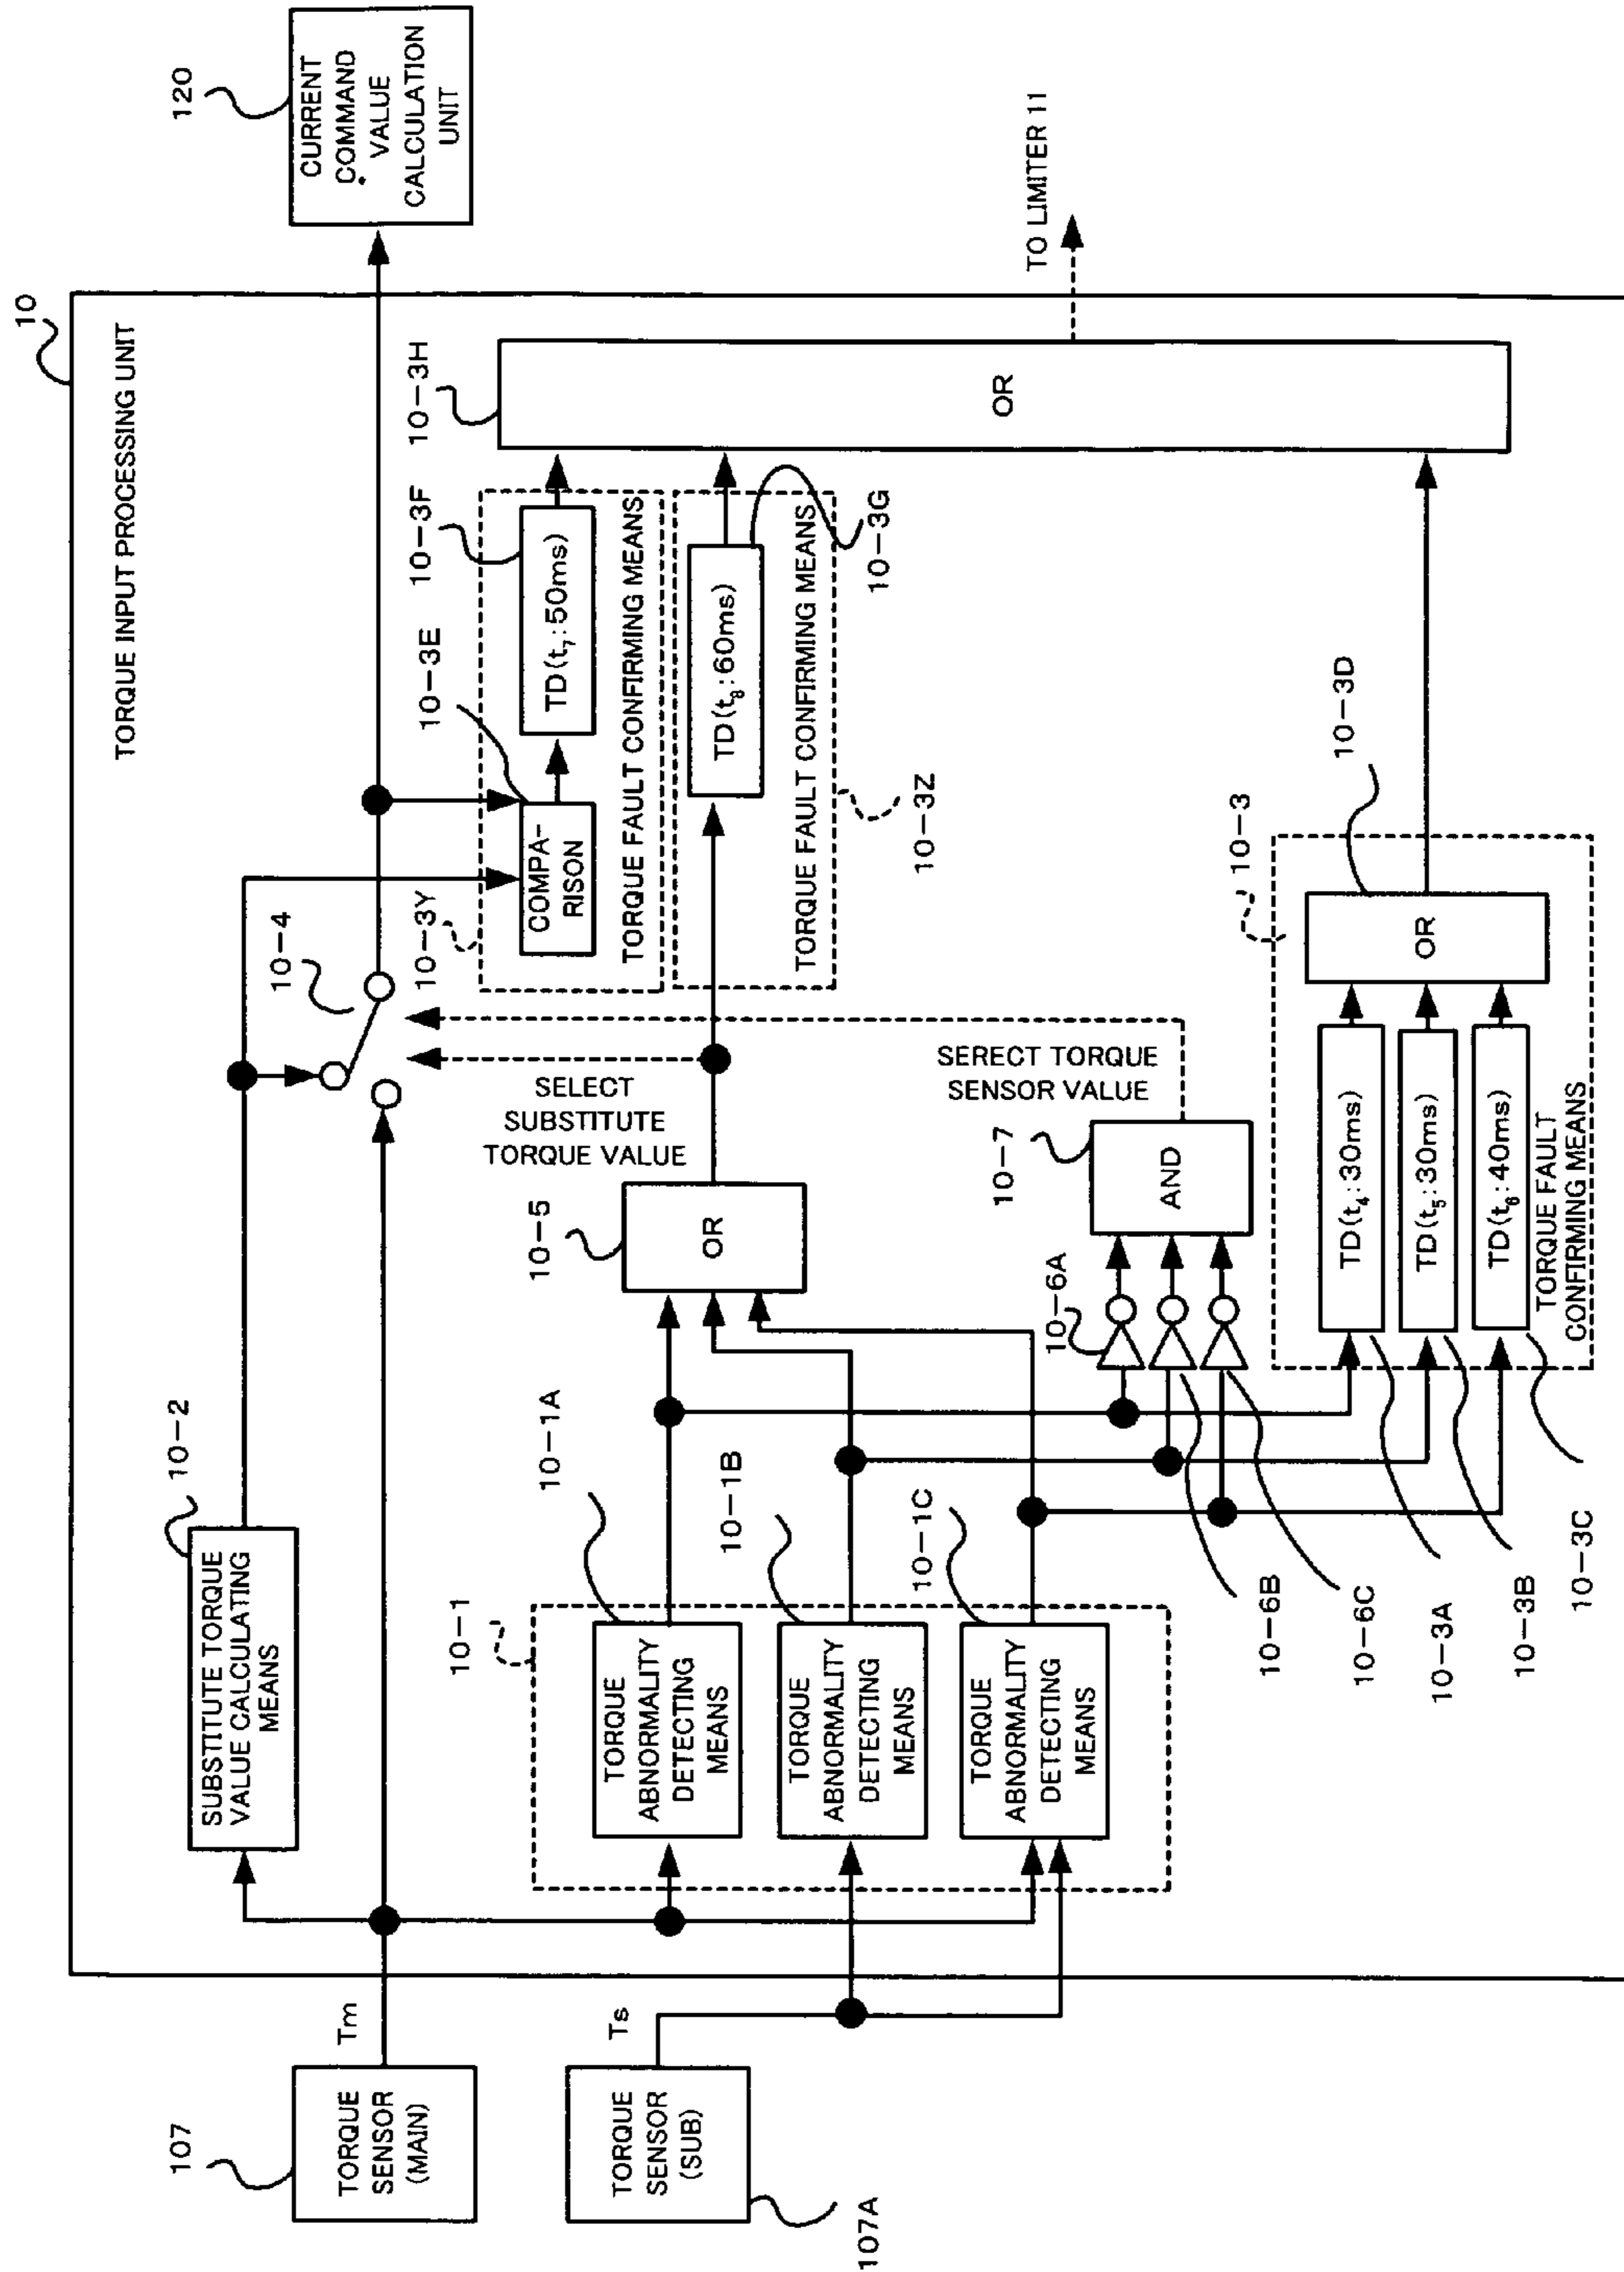 10
TORQUE INPUT PROCESSING UNIT
107
TORQUE
SENSOR
(MAIN)
Tm
107A
TORQUE
SENSOR
(SUB)
Ts
10-2
SUBSTITUTE TORQUE
VALUE CALCULATING
MEANS
10-1
TORQUE
ABNORMALITY
DETECTING
MEANS
10-1A
TORQUE
ABNORMALITY
DETECTING
MEANS
10-1B
TORQUE
ABNORMALITY
DETECTING
MEANS
10-1C
10-4
SELECT
SUBSTITUTE
TORQUE VALUE
10-5
OR
SERECT TORQUE
SENSOR VALUE
10-7
AND
10-6A
10-6B
10-6C
10-3A
10-3B
10-3C
10-3
TD(t4:30ms)
TD(t5:30ms)
TD(t6:40ms)
TORQUE FAULT
CONFIRMING MEANS
OR
10-3D
10-3Y
COMPA-
RISON
10-3E
TD(t7:50ms)
10-3F
TORQUE FAULT CONFIRMING MEANS
TD(t8:60ms)
10-3G
TORQUE FAULT CONFIRMING MEANS
10-3Z
10-3H
OR
TO LIMITER 11
120
CURRENT
COMMAND
VALUE
CALCULATION
UNIT